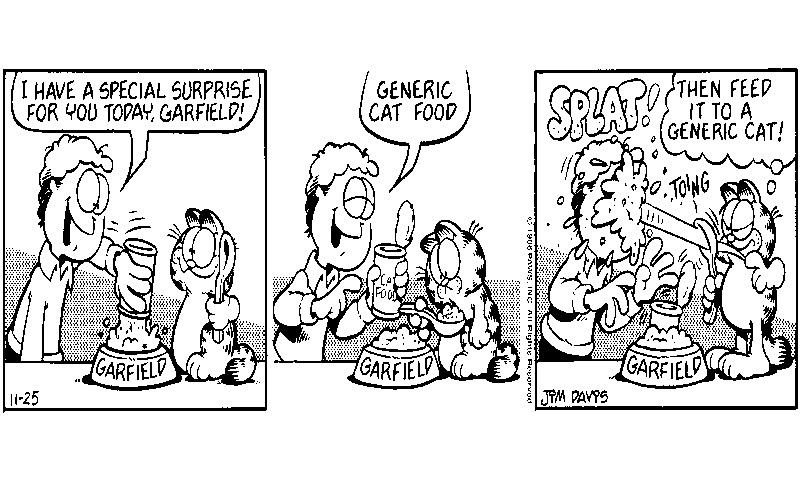 I HAVE A SPECIAL SURPRISE
FOR YOU TODAY, GARFIELD!
GARFIELD
11-25
GENERIC
CAT FOOD
CAT
FOOD
GARFIELD
SPLAT!
THEN FEED
IT TO A
GENERIC CAT!
TOING
GARFIELD
JIM DAVIS